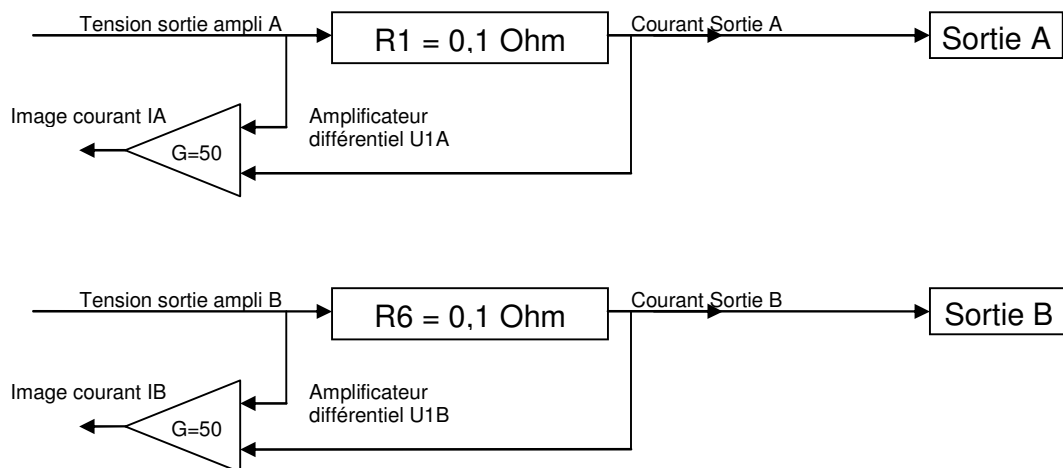 Tension sortie ampli A
R1 = 0,1 Ohm
Courant Sortie A
Sortie A
Image courant IA
G=50
Amplificateur
différentiel U1A
Tension sortie ampli B
R6 = 0,1 Ohm
Courant Sortie B
Sortie B
Image courant IB
G=50
Amplificateur
différentiel U1B